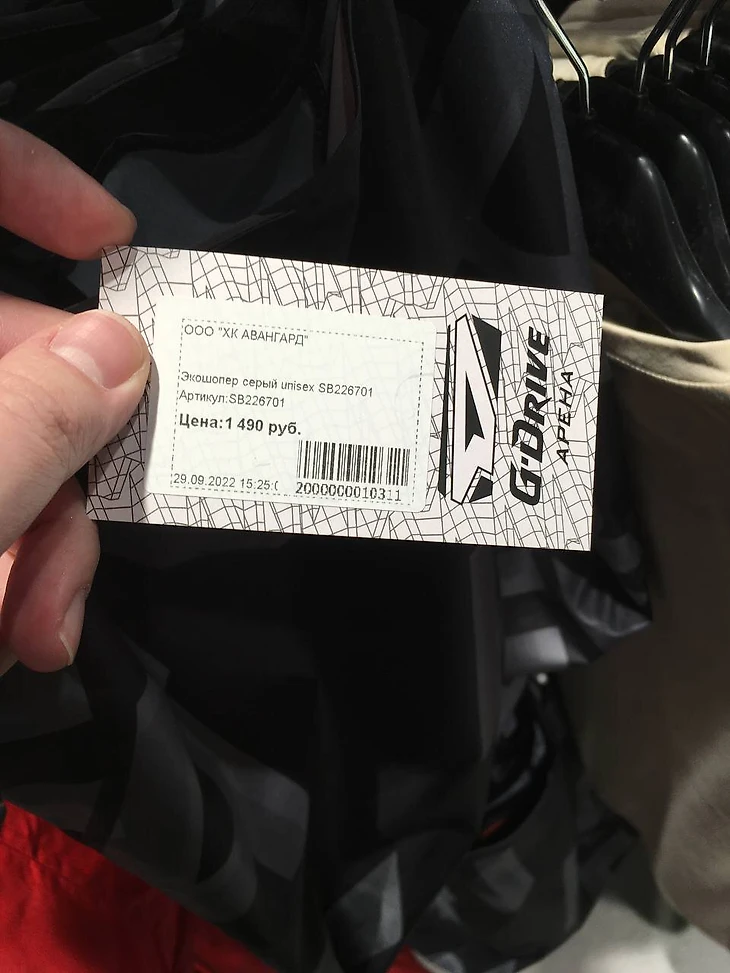 ООО "ХК АВАНГАРД"
Экошопер серый unisex SB226701
Артикул:SB226701
Цена:1 490 руб.
29.09.2022 15:25:0
2000000010311
G-DRIVE
АРЕНА